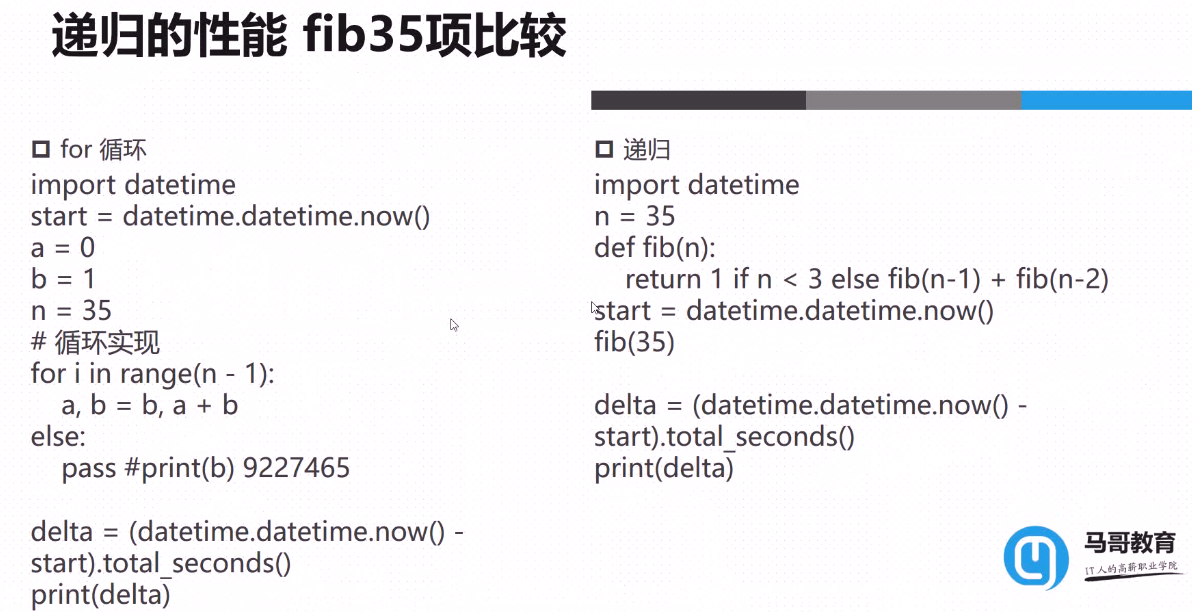 递归的性能 fib35项比较
for 循环
import datetime
start = datetime.datetime.now()
a = 0
b = 1
n = 35
# 循环实现
for i in range(n - 1):
    a, b = b, a + b
else:
    pass #print(b) 9227465

delta = (datetime.datetime.now() -
start).total_seconds()
print(delta)
递归
import datetime
n = 35
def fib(n):
    return 1 if n < 3 else fib(n-1) + fib(n-2)
start = datetime.datetime.now()
fib(35)

delta = (datetime.datetime.now() -
start).total_seconds()
print(delta)
马哥教育
IT人的高薪职业学院